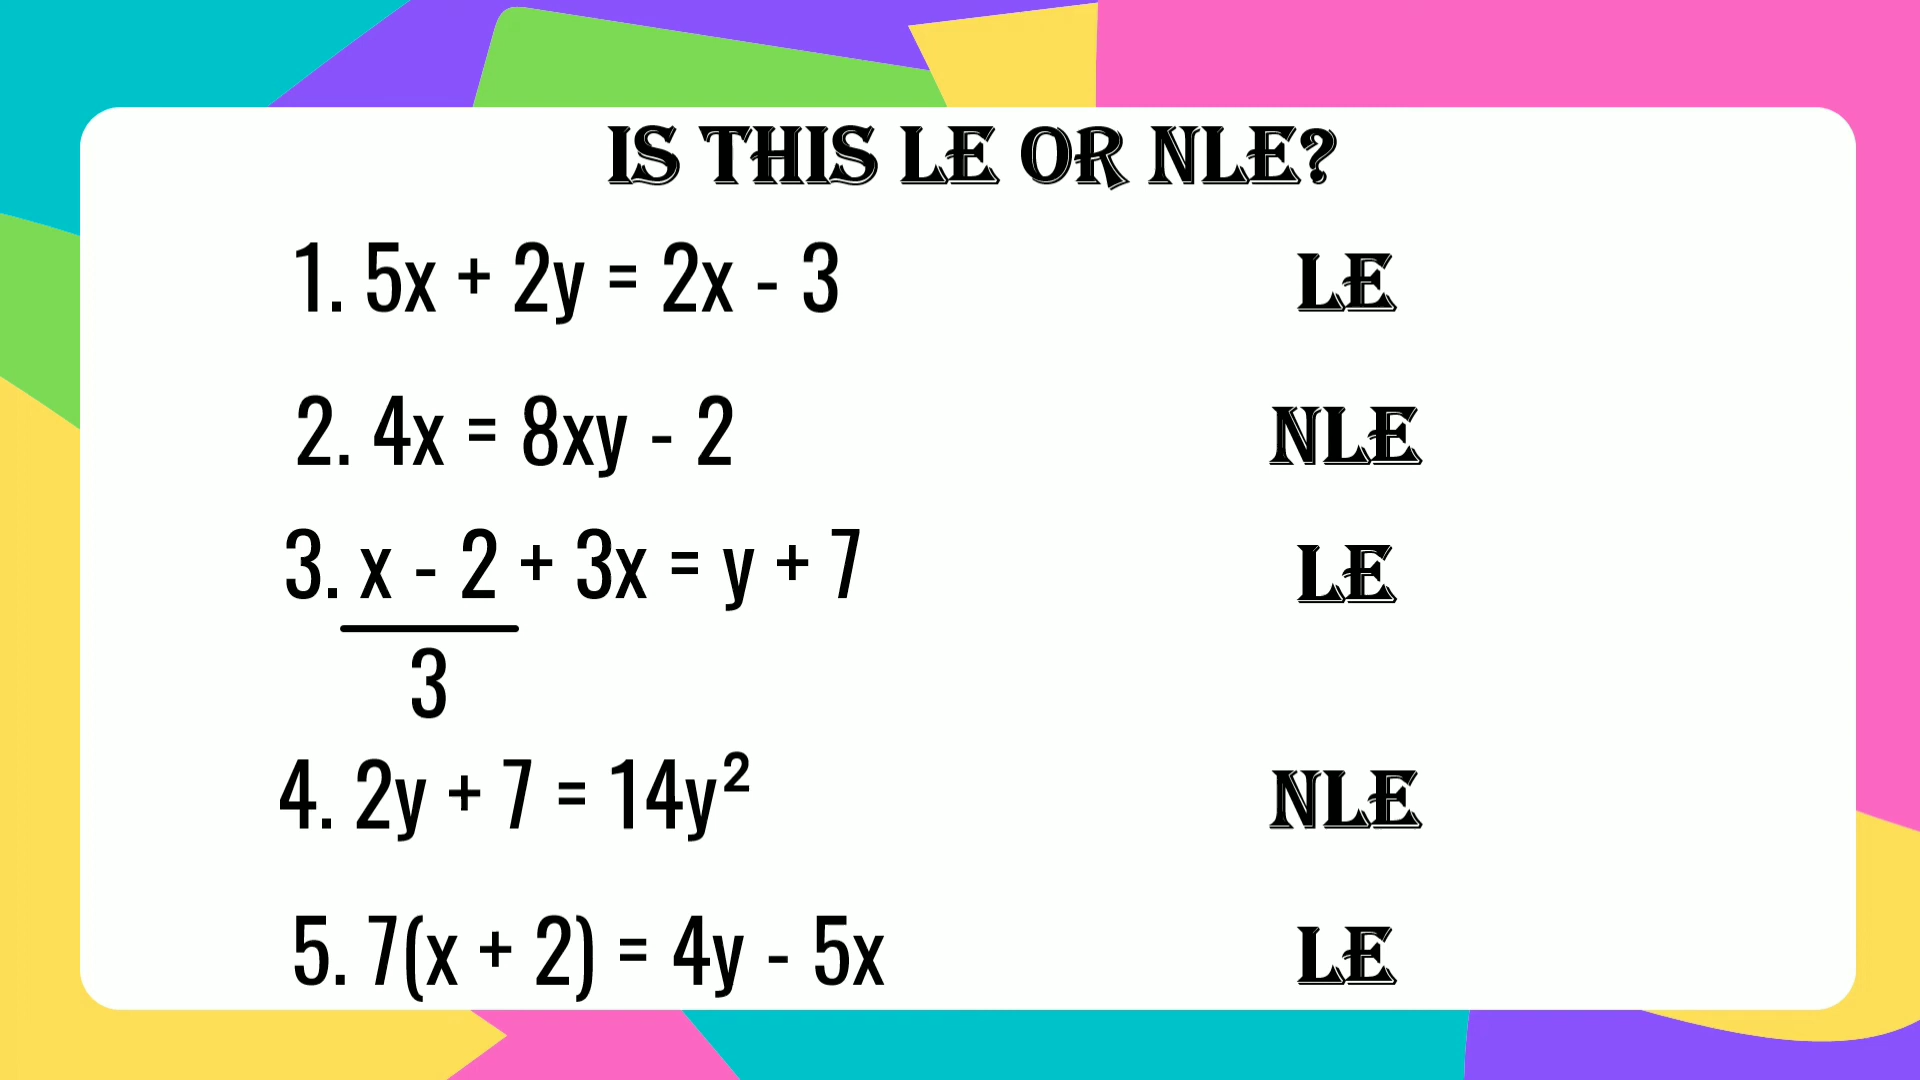 IS THIS LE OR NLE?
1. 5x + 2y = 2x - 3 LE
2. 4x = 8xy - 2 NLE
3. x - 2 + 3x = y + 7 LE
3
4. 2y + 7 = 14y² NLE
5. 7(x + 2) = 4y - 5x LE